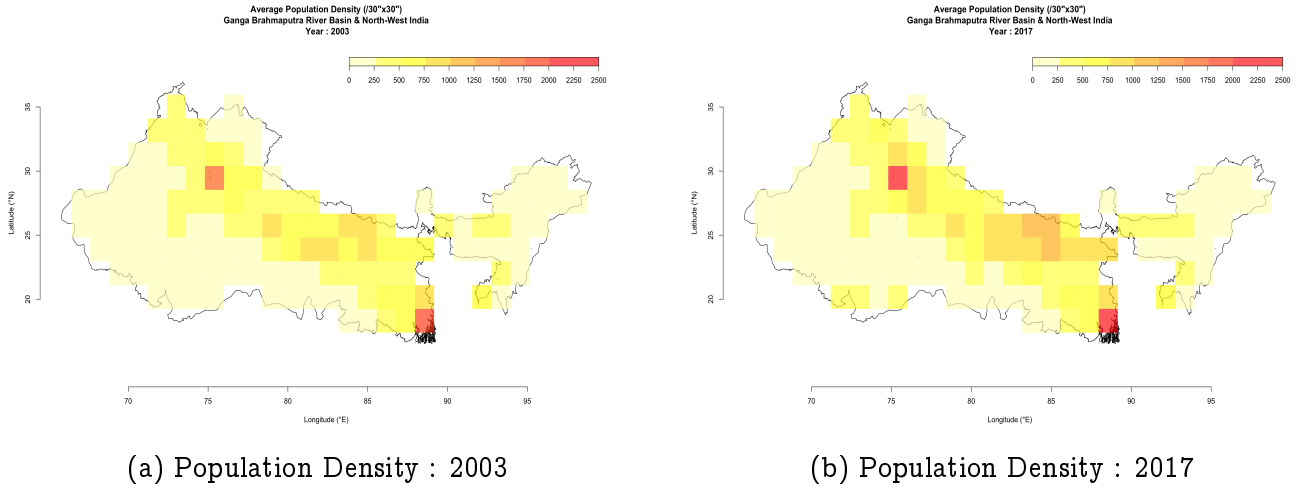 Average Population Density (/30"x30")
Ganga Brahmaputra River Basin & North-West India
Year : 2003
0 250 500 750 1000 1250 1500 1750 2000 2250 2500
35
30
25
20
Latitude (°N)
70 75 80 85 90 95
Longitude (°E)
(a) Population Density : 2003
Average Population Density (/30"x30")
Ganga Brahmaputra River Basin & North-West India
Year : 2017
0 250 500 750 1000 1250 1500 1750 2000 2250 2500
35
30
25
20
Latitude (°N)
70 75 80 85 90 95
Longitude (°E)
(b) Population Density : 2017